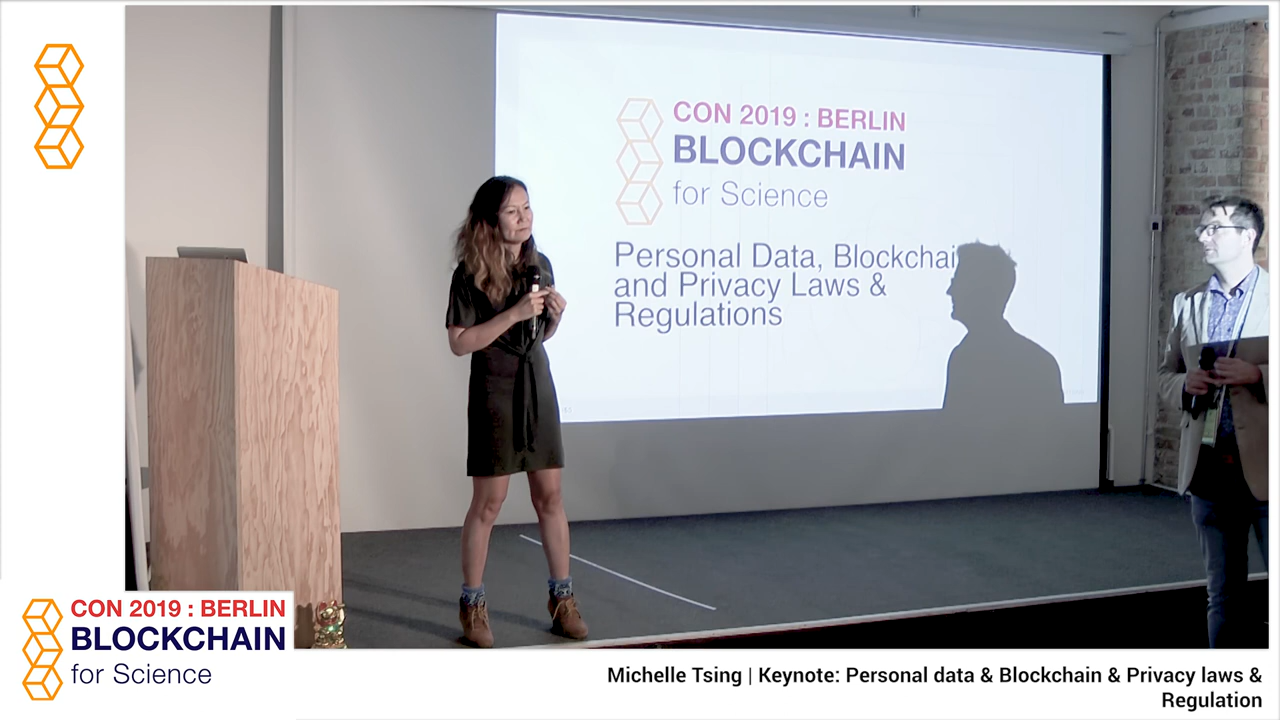 CON 2019 : BERLIN
BLOCKCHAIN
for Science
Personal Data, Blockchai
and Privacy Laws &
Regulations
CON 2019 : BERLIN
BLOCKCHAIN
for Science
Michelle Tsing | Keynote: Personal data & Blockchain & Privacy laws &
Regulation